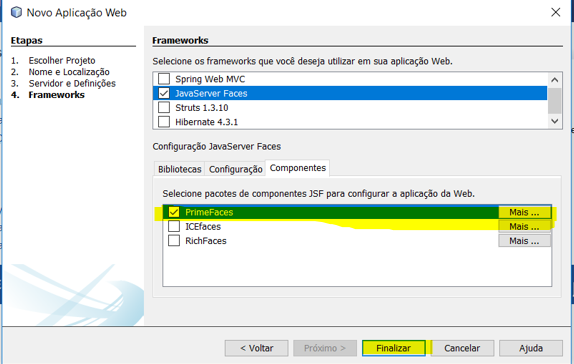 Novo Aplicação Web
Etapas
1. Escolher Projeto
2. Nome e Localização
3. Servidor e Definições
4. Frameworks
Frameworks
Selecione os frameworks que você deseja utilizar em sua aplicação Web.
Spring Web MVC
JavaServer Faces
Struts 1.3.10
Hibernate 4.3.1
Configuração JavaServer Faces
Bibliotecas Configuração Componentes
Selecione pacotes de componentes JSF para configurar a aplicação da Web.
PrimeFaces Mais ...
ICEfaces Mais ...
RichFaces Mais ...
< Voltar Próximo > Finalizar Cancelar Ajuda